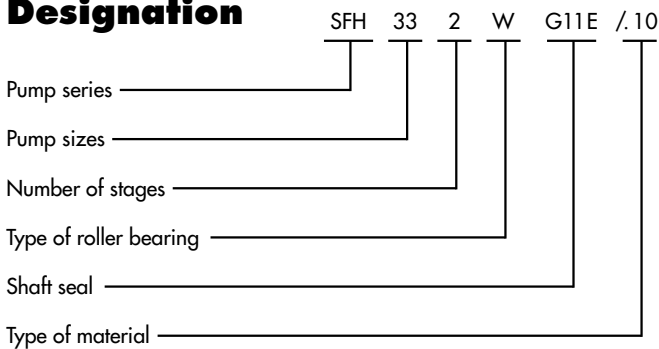 Designation
SFH 33 2 W G11E /. 10
Pump series
Pump sizes
Number of stages
Type of roller bearing
Shaft seal
Type of material